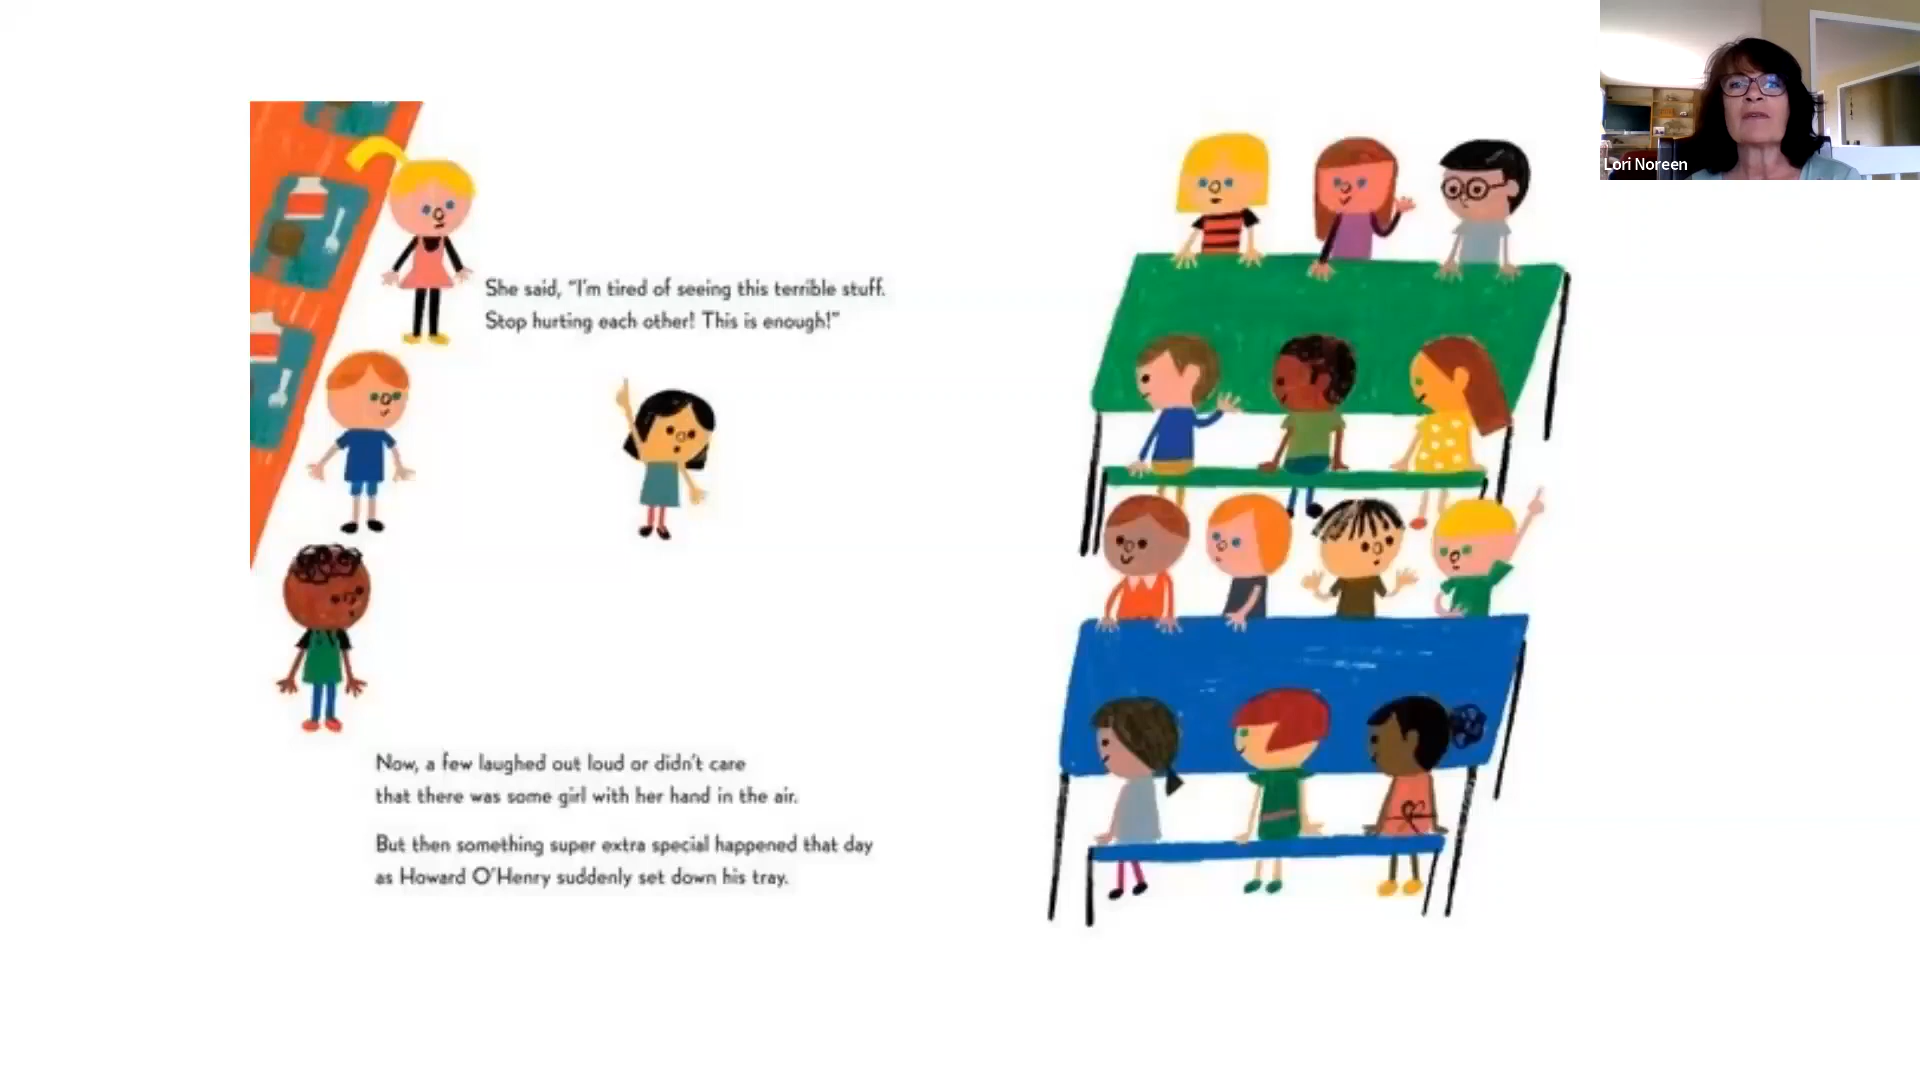 She said, “I'm tired of seeing this terrible stuff.
Stop hurting each other! This is enough!”
Now, a few laughed out loud or didn't care
that there was some girl with her hand in the air.
But then something super extra special happened that day
as Howard O'Henry suddenly set down his tray.
Lori Noreen